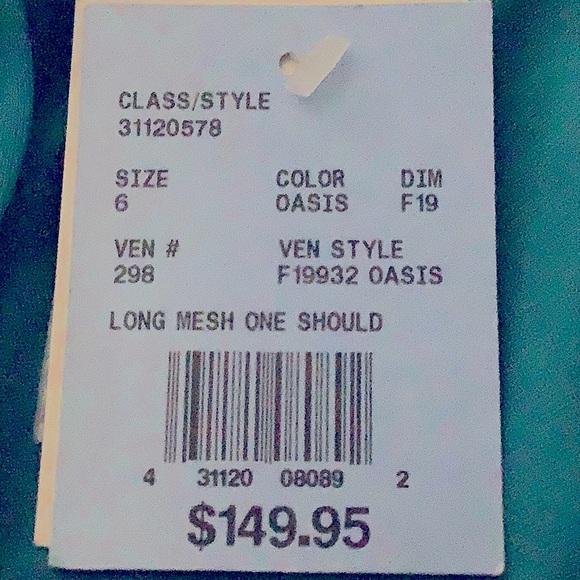 CLASS/STYLE
31120578
SIZE COLOR DIM
6 OASIS F19
VEN # VEN STYLE
298 F19932 OASIS
LONG MESH ONE SHOULD
4 31120 08089 2
$149.95